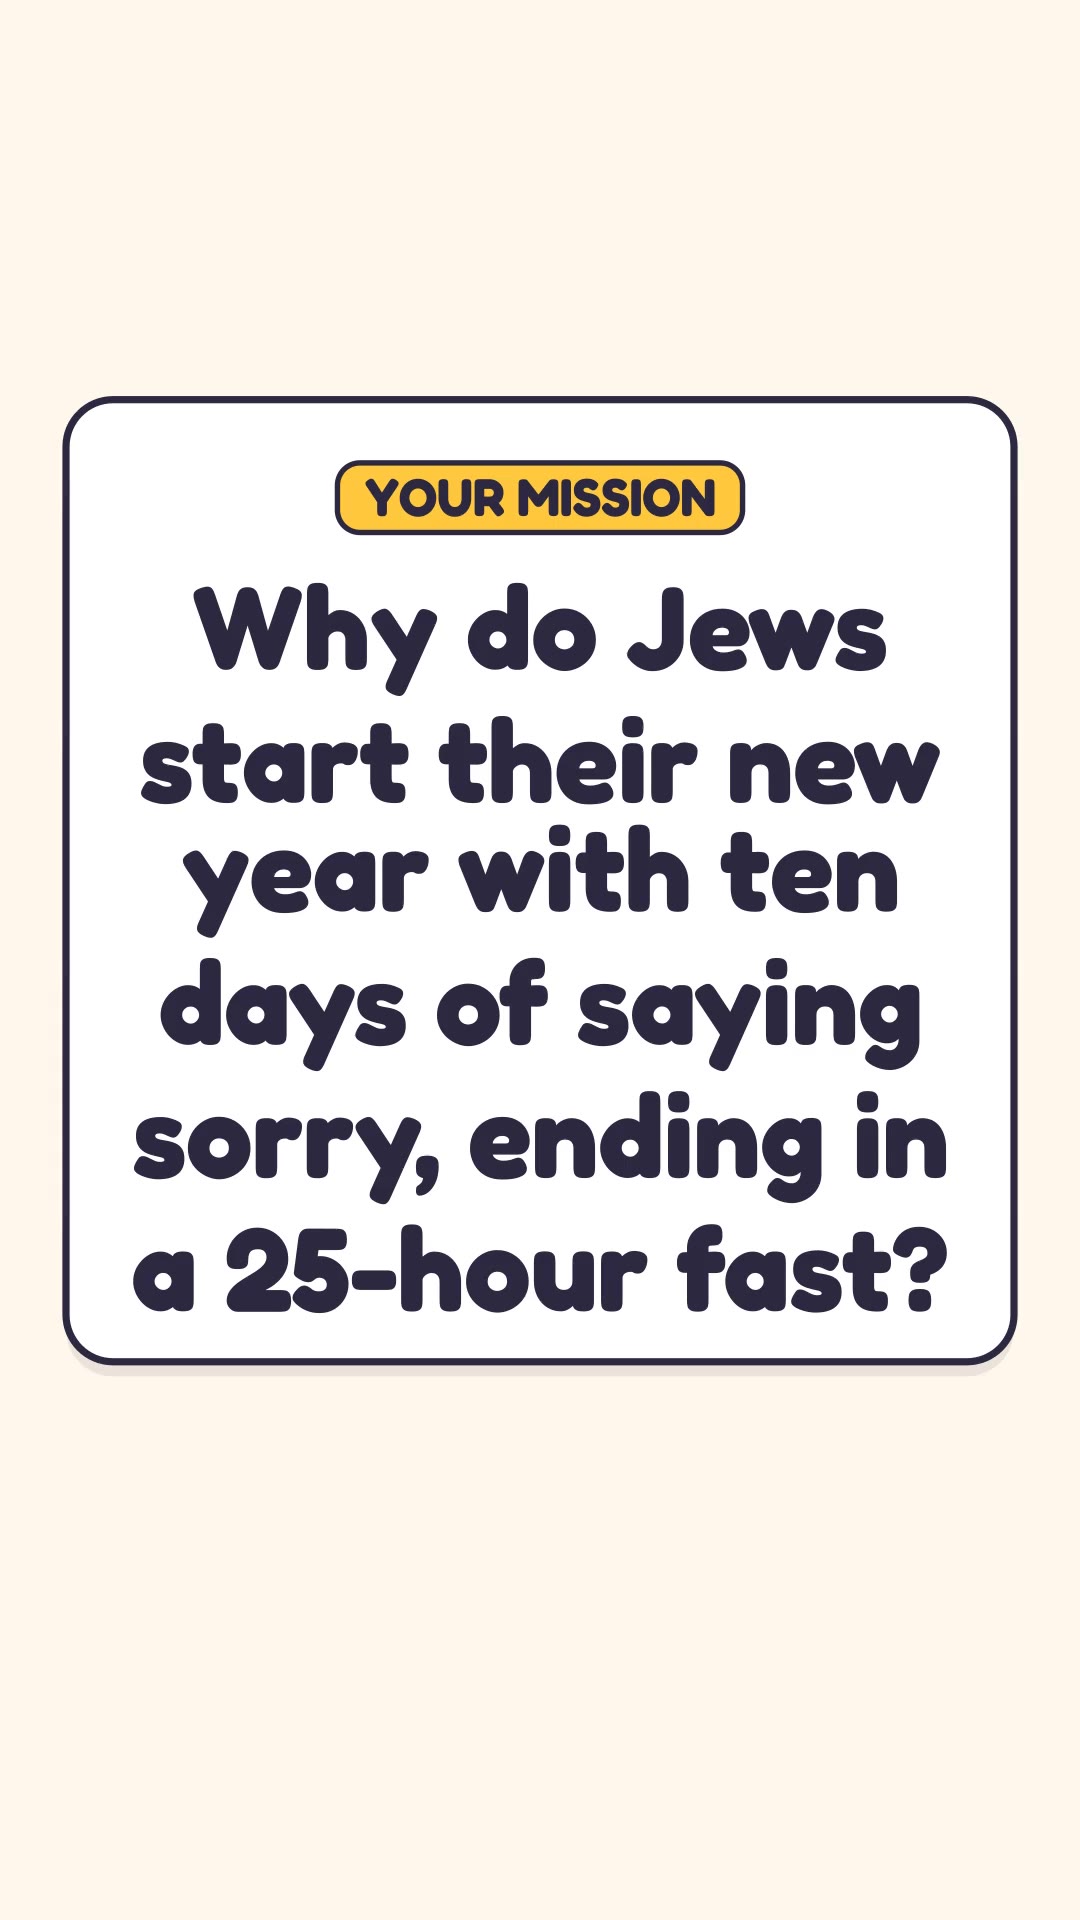 YOUR MISSION
Why do Jews
start their new
year with ten
days of saying
sorry, ending in
a 25-hour fast?